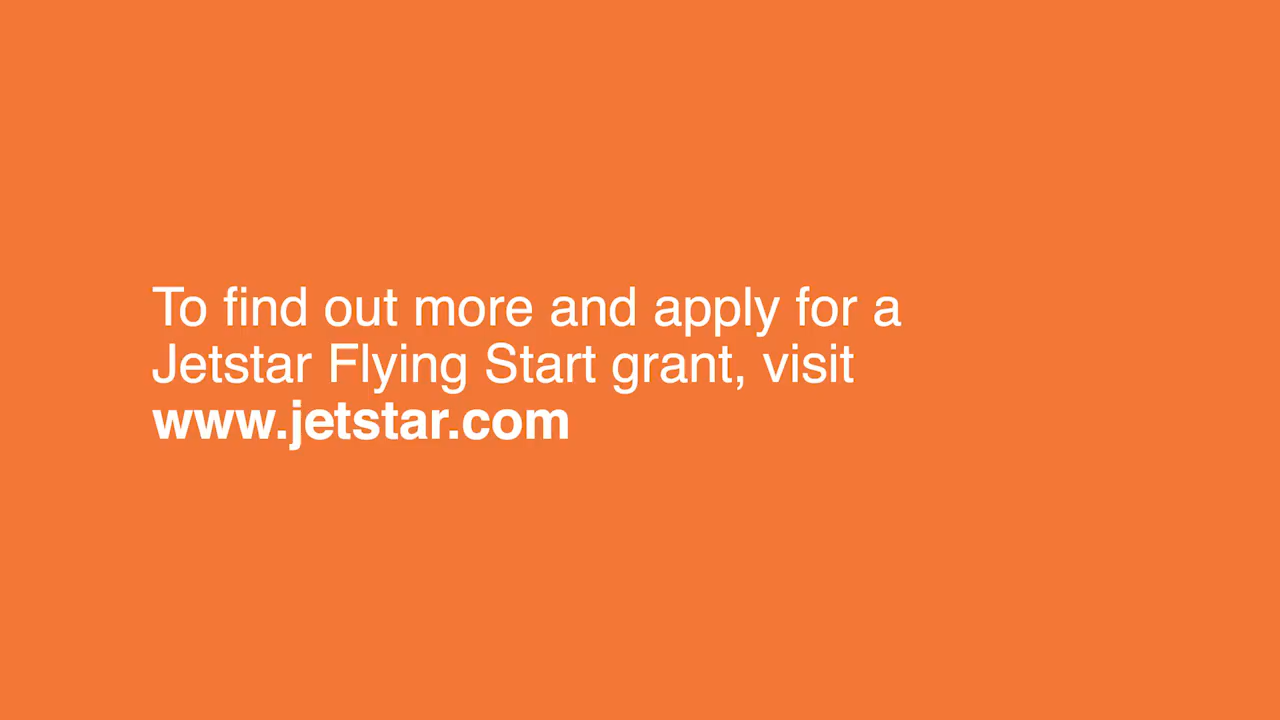 To find out more and apply for a
Jetstar Flying Start grant, visit
www.jetstar.com